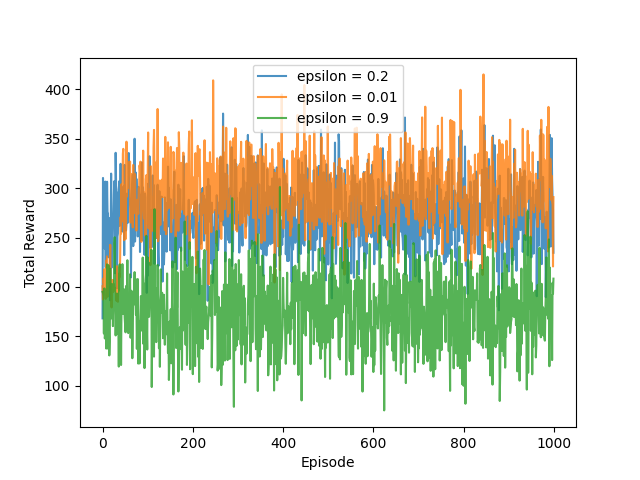 epsilon = 0.2
epsilon = 0.01
epsilon = 0.9
Total Reward
400
350
300
250
200
150
100
0
200
400
600
800
1000
Episode